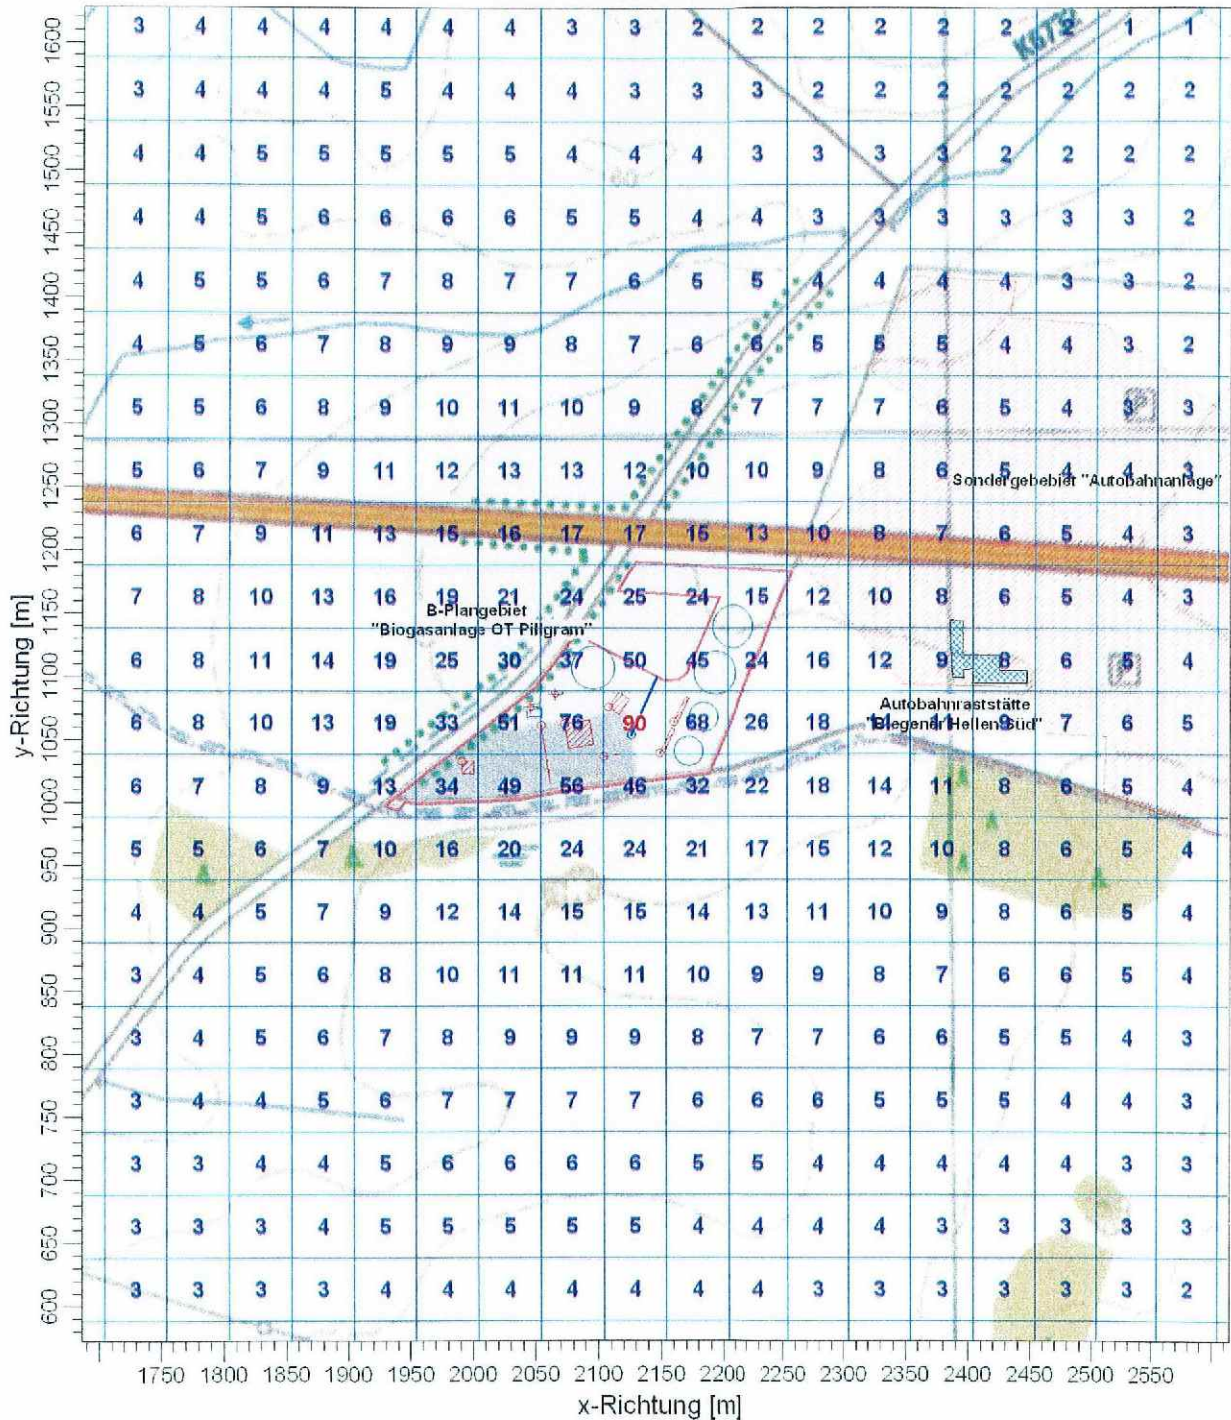 1600 3 4 4 4 4 4 4 3 3 2 2 2 2 2 2 2 1 1
K6732
1550 3 4 4 4 5 4 4 4 3 3 3 2 2 2 2 2 2 2
1500 4 4 5 5 5 5 5 4 4 4 3 3 3 3 2 2 2 2
60
1450 4 4 5 6 6 6 6 5 5 4 4 3 3 3 3 3 3 2
1400 4 5 5 6 7 8 7 7 6 5 5 4 4 4 4 3 3 2
1350 4 5 6 7 8 9 9 8 7 6 6 5 5 5 4 4 3 2
1300 5 5 6 8 9 10 11 10 9 8 7 7 7 6 5 4 3 3
P
1250 5 6 7 9 11 12 13 13 12 10 10 9 8 6 5 4 4 3
Sondergebebiet "Autobahnanlage"
1200 6 7 9 11 13 15 16 17 17 15 13 10 8 7 6 5 4 3
1150 7 8 10 13 16 19 21 24 25 24 15 12 10 8 6 5 4 3
B-Plangebiet
"Biogasanlage OT Pillgram"
1100 6 8 11 14 19 25 30 37 50 45 24 16 12 9 8 6 5 4
P
Autobahnraststätte
"Biegener Hellen Süd"
1050 6 8 10 13 19 33 51 76 90 68 26 18 11 9 7 6 5
1000 6 7 8 9 13 34 49 56 46 32 22 18 14 11 8 6 5 4
950 5 5 6 7 10 16 20 24 24 21 17 15 12 10 8 6 5 4
900 4 4 5 7 9 12 14 15 15 14 13 11 10 9 8 6 5 4
850 3 4 5 6 8 10 11 11 11 10 9 9 8 7 6 6 5 4
800 3 4 5 6 7 8 9 9 9 8 7 7 6 6 5 5 4 3
750 3 4 4 5 6 7 7 7 7 6 6 6 5 5 5 4 4 3
700 3 3 4 4 5 6 6 6 6 5 5 4 4 4 4 4 3 3
650 3 3 3 4 5 5 5 5 5 4 4 4 4 3 3 3 3 3
600 3 3 3 3 4 4 4 4 4 4 4 3 3 3 3 3 3 2
y-Richtung [m]
1750 1800 1850 1900 1950 2000 2050 2100 2150 2200 2250 2300 2350 2400 2450 2500 2550
x-Richtung [m]